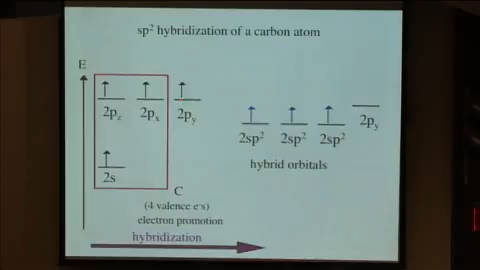 sp² hybridization of a carbon atom
E
2p_z 2p_x 2p_y
2sp² 2sp² 2sp² 2p_y
2s
hybrid orbitals
C
(4 valence e⁻s)
electron promotion
hybridization